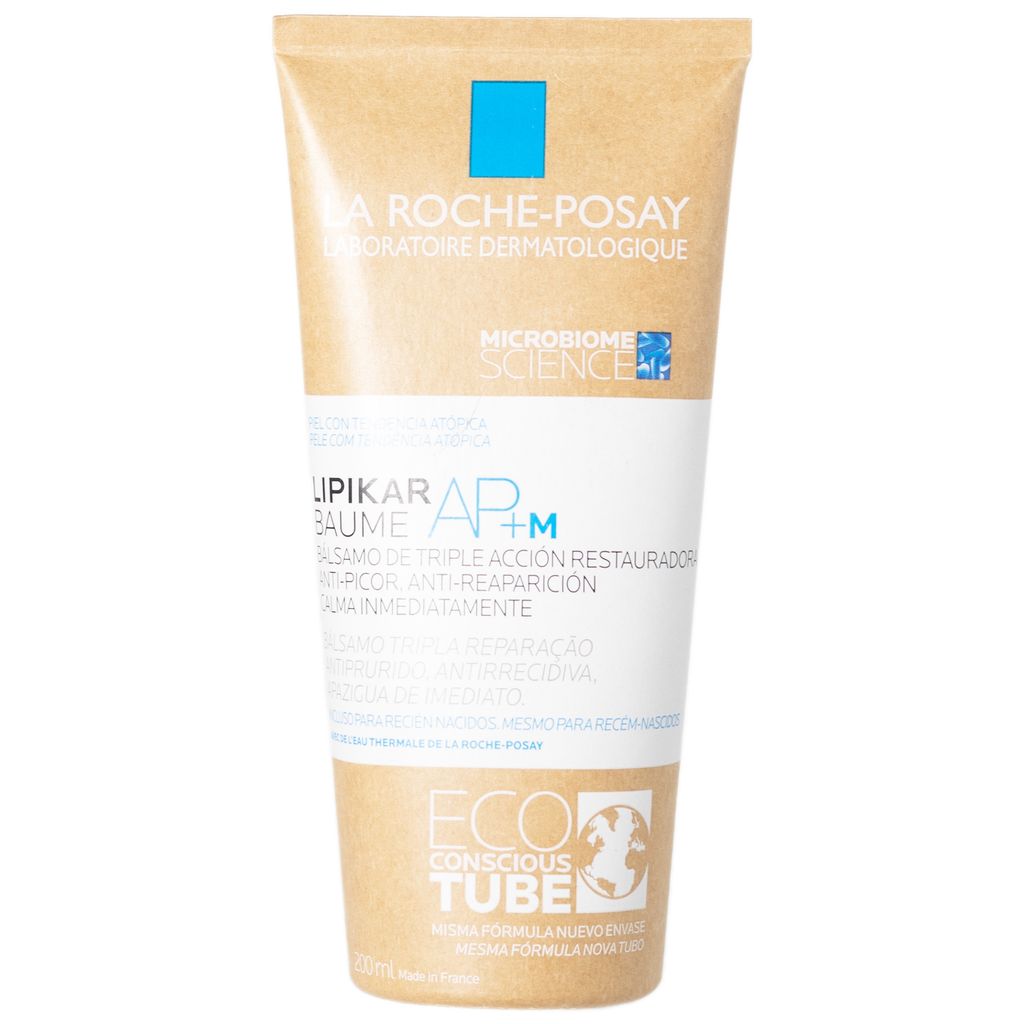 LA ROCHE-POSAY
LABORATOIRE DERMATOLOGIQUE
MICROBIOME
SCIENCE
PIEL CON TENDENCIA ATÓPICA
PELE COM TENDÊNCIA ATÓPICA
LIPIKAR
BAUME AP+M
BÁLSAMO DE TRIPLE ACCIÓN RESTAURADORA
ANTI-PICOR, ANTI-REAPARICIÓN
CALMA INMEDIATAMENTE
BÁLSAMO TRIPLA REPARAÇÃO
ANTIPRURIDO, ANTIRRECIDIVA,
APAZIGUA DE IMEDIATO.
INCLUSO PARA RECIÉN NACIDOS. MESMO PARA RECÉM-NASCIDOS
AVEC DE L'EAU THERMALE DE LA ROCHE-POSAY
ECO
CONSCIOUS
TUBE
MISMA FÓRMULA NUEVO ENVASE
MESMA FÓRMULA NOVA TUBO
200 ml Made in France